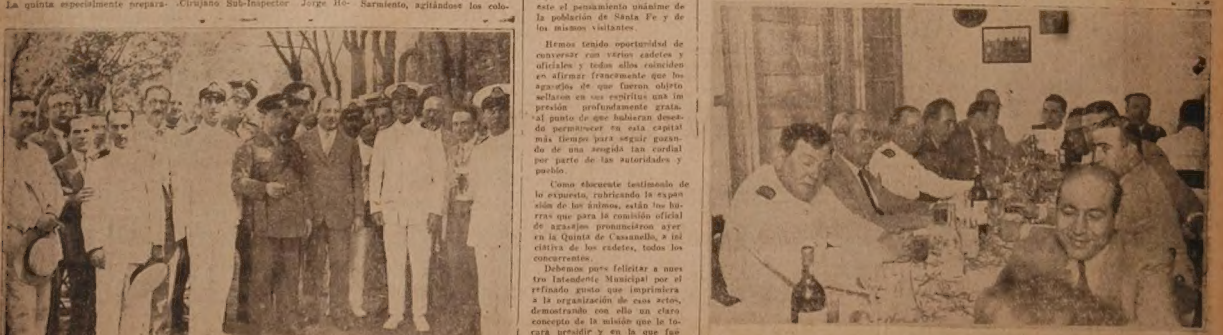 La quinta especialmente prepara-
Cirujano Sub-Inspector Jorge Ho-
Sarmiento, agitándose los colo-
éste el pensamiento unánime de
la población de Santa Fe y de
los mismos visitantes.
Hemos tenido oportunidad de
conversar con varios cadetes y
oficiales y todos ellos coinciden
en afirmar francamente que los
agasajos de que fueron objeto
sellaron en sus espíritus una im
presión profundamente grata,
al punto de que hubieran desea-
do permanecer en esta capital
más tiempo para seguir gozan-
do de una acogida tan cordial
por parte de las autoridades y
pueblo.
Como elocuente testimonio de
lo expuesto, rubricando la expan
sión de los ánimos, están los hu-
rras que para la comisión oficial
de agasajos pronunciaron ayer
en la Quinta de Cassanello, a ini
ciativa de los cadetes, todos los
concurrentes.
Debemos pues felicitar a nues
tro Intendente Municipal por el
refinado gusto que imprimiera
a la organización de esos actos,
demostrando con ello un claro
concepto de la misión que le to-
cara presidir y en la que fué